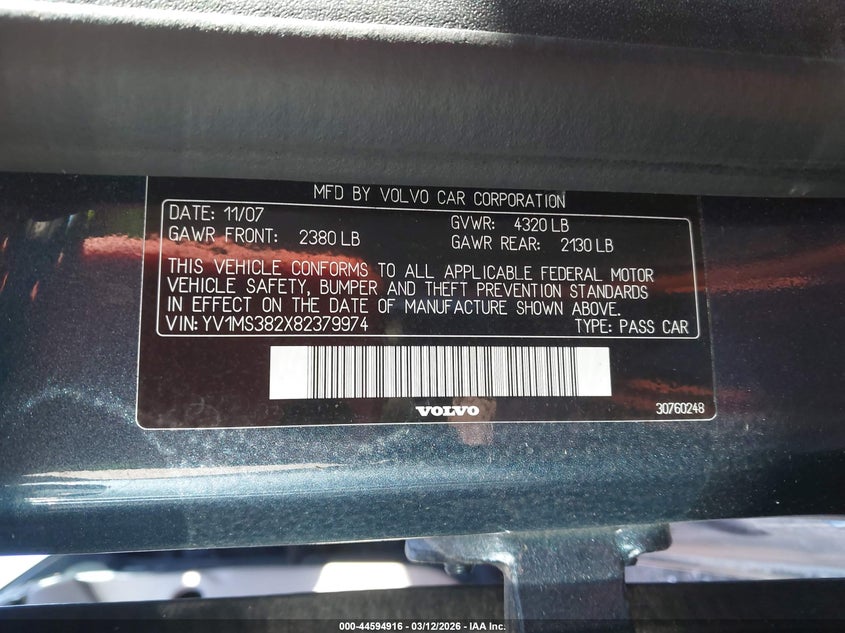 MFD BY VOLVO CAR CORPORATION
DATE: 11/07 GVWR: 4320 LB
GAWR FRONT: 2380 LB GAWR REAR: 2130 LB
THIS VEHICLE CONFORMS TO ALL APPLICABLE FEDERAL MOTOR
VEHICLE SAFETY, BUMPER AND THEFT PREVENTION STANDARDS
IN EFFECT ON THE DATE OF MANUFACTURE SHOWN ABOVE.
VIN: YV1MS382X82379974 TYPE: PASS CAR
VOLVO 30760248
000-44594916 - 03/12/2026 - IAA Inc.